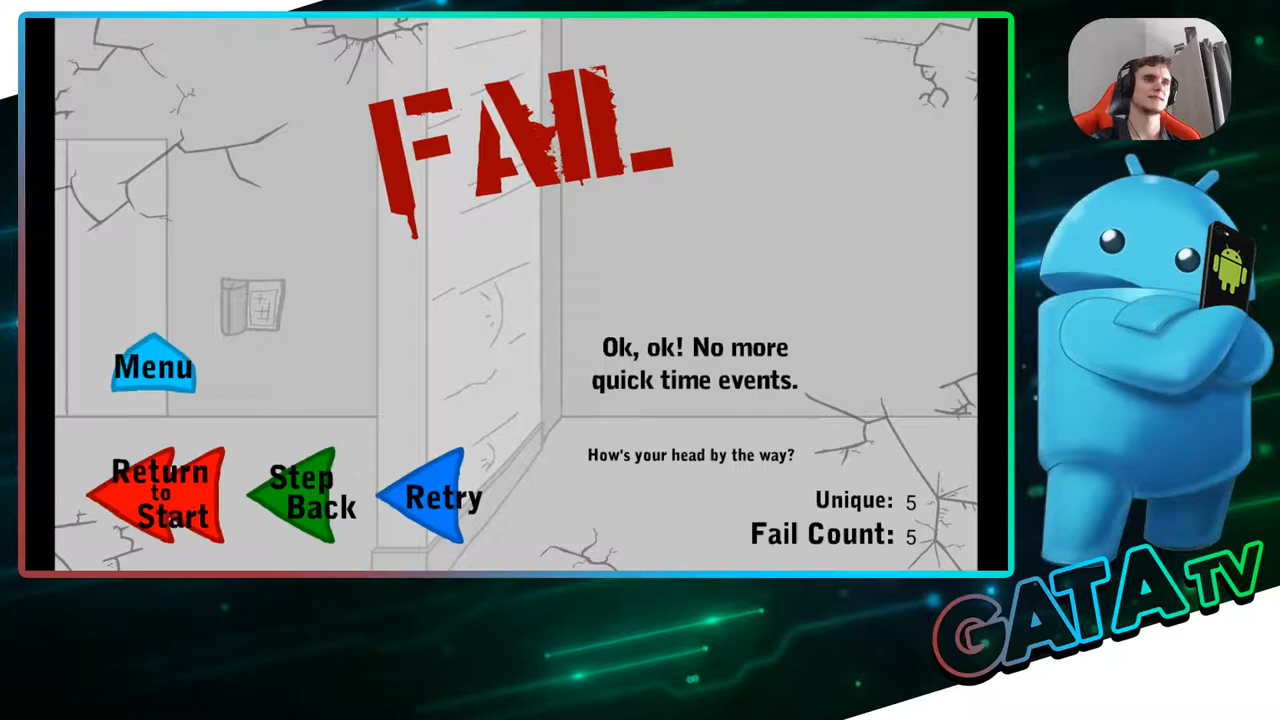 FAIL
Ok, ok! No more
quick time events.
Menu
How's your head by the way?
Return
to
Start
Step
Back
Retry
Unique: 5
Fail Count: 5
GATA TV